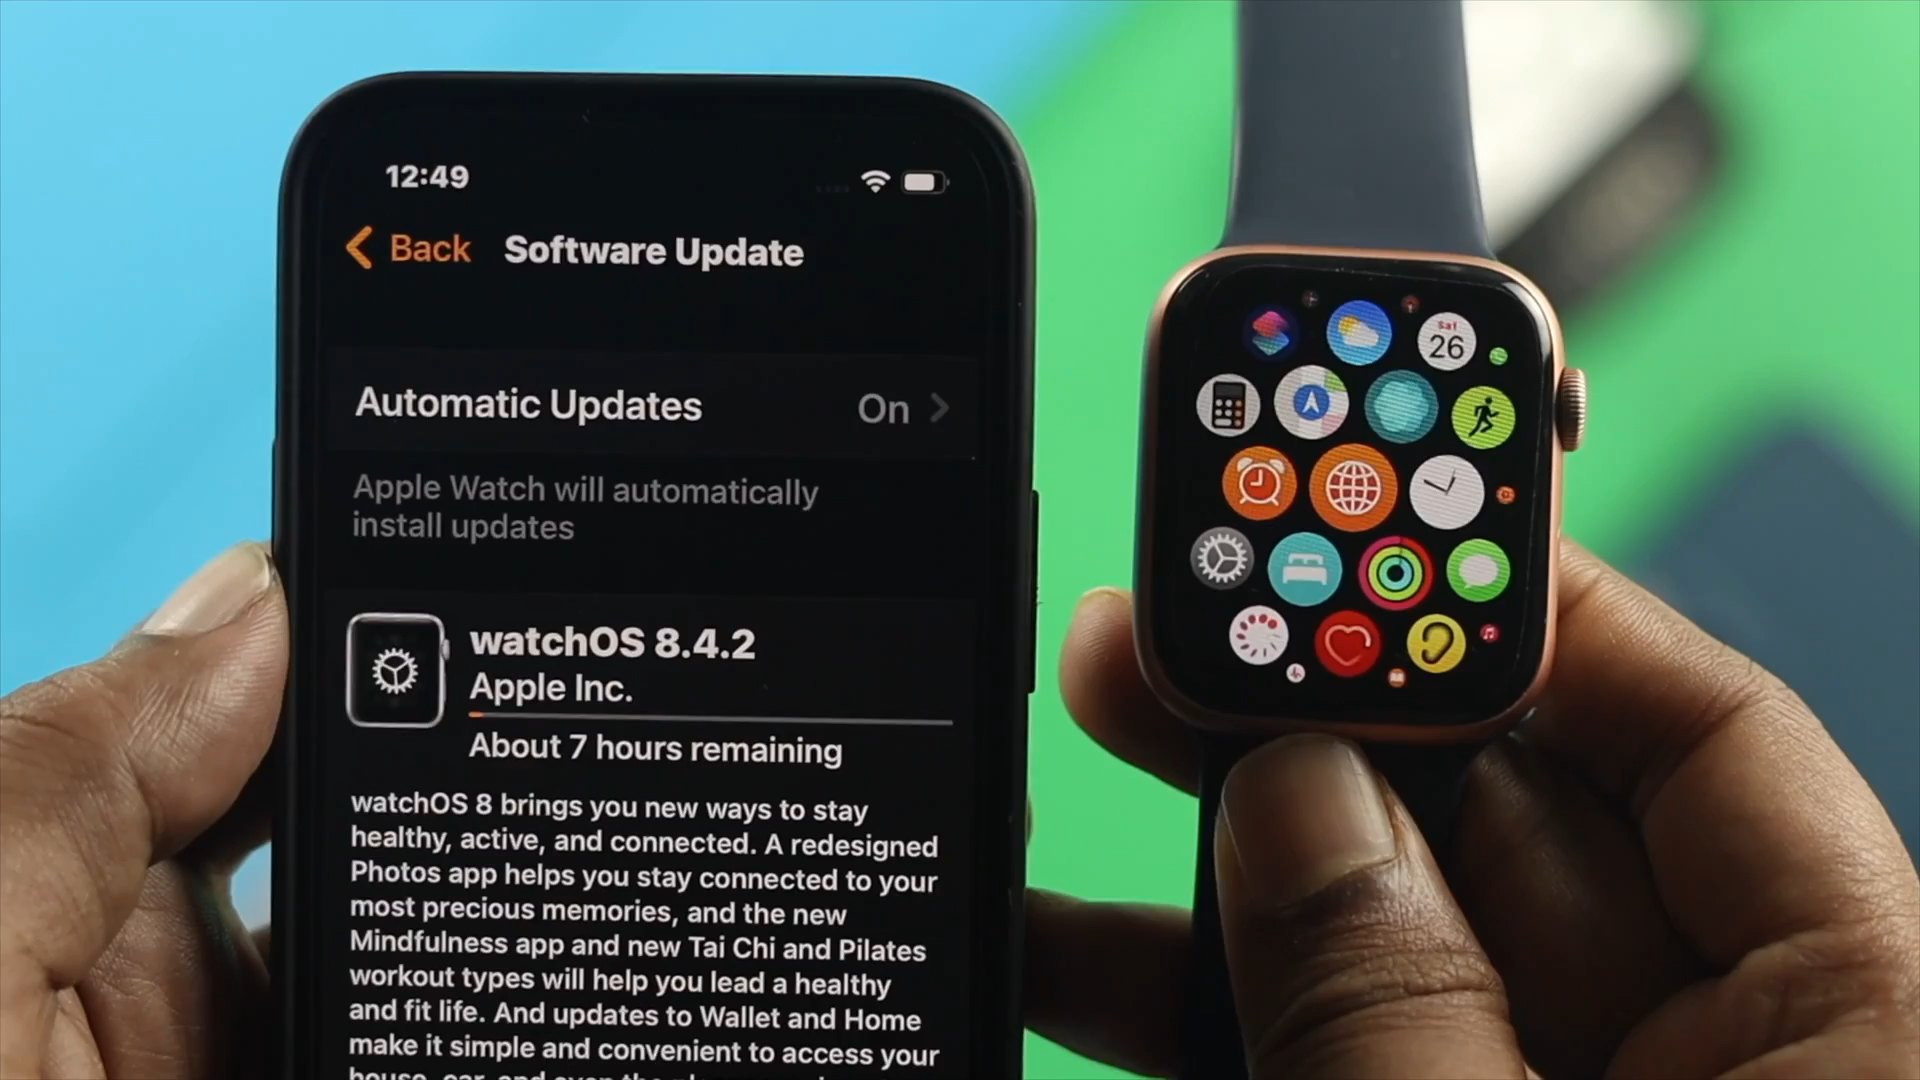 12:49
Back
Software Update
Automatic Updates
On
Apple Watch will automatically
install updates
watchOS 8.4.2
Apple Inc.
About 7 hours remaining
watchOS 8 brings you new ways to stay
healthy, active, and connected. A redesigned
Photos app helps you stay connected to your
most precious memories, and the new
Mindfulness app and new Tai Chi and Pilates
workout types will help you lead a healthy
and fit life. And updates to Wallet and Home
make it simple and convenient to access your
Sat
26